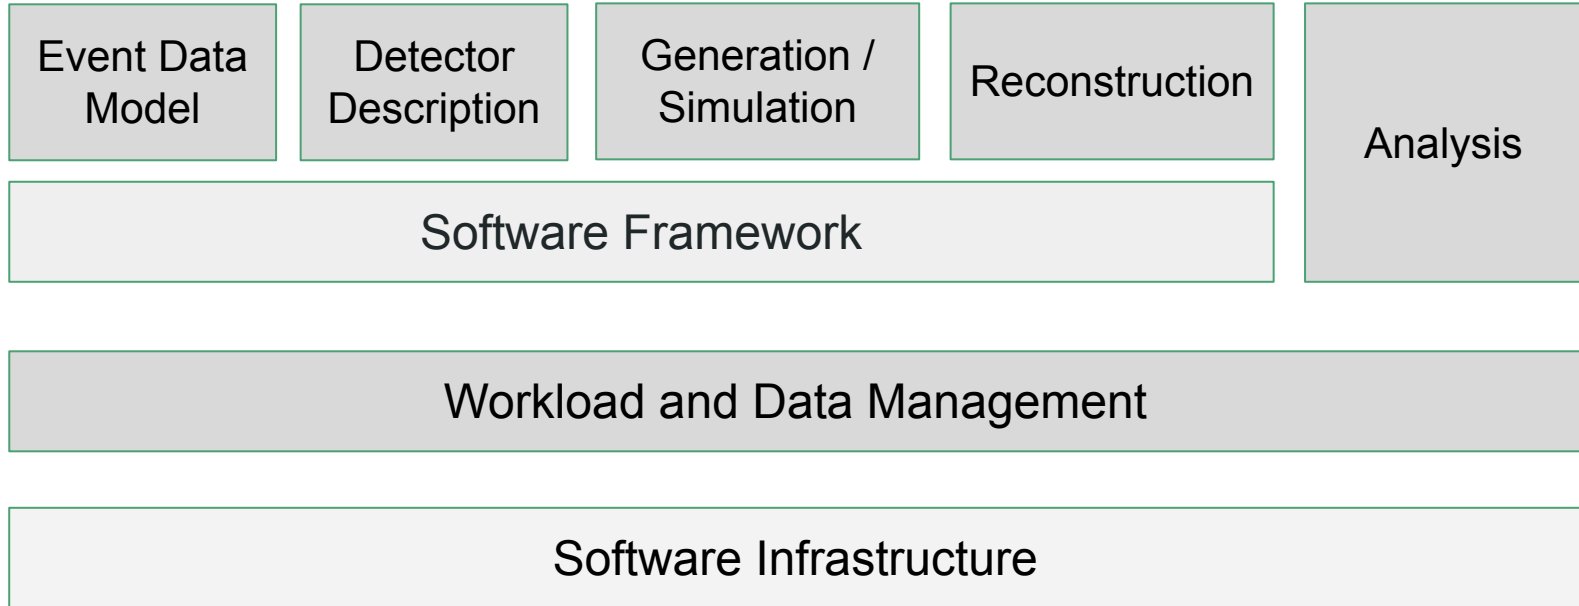 Event Data
Model
Detector
Description
Generation /
Simulation
Reconstruction
Analysis
Software Framework
Workload and Data Management
Software Infrastructure